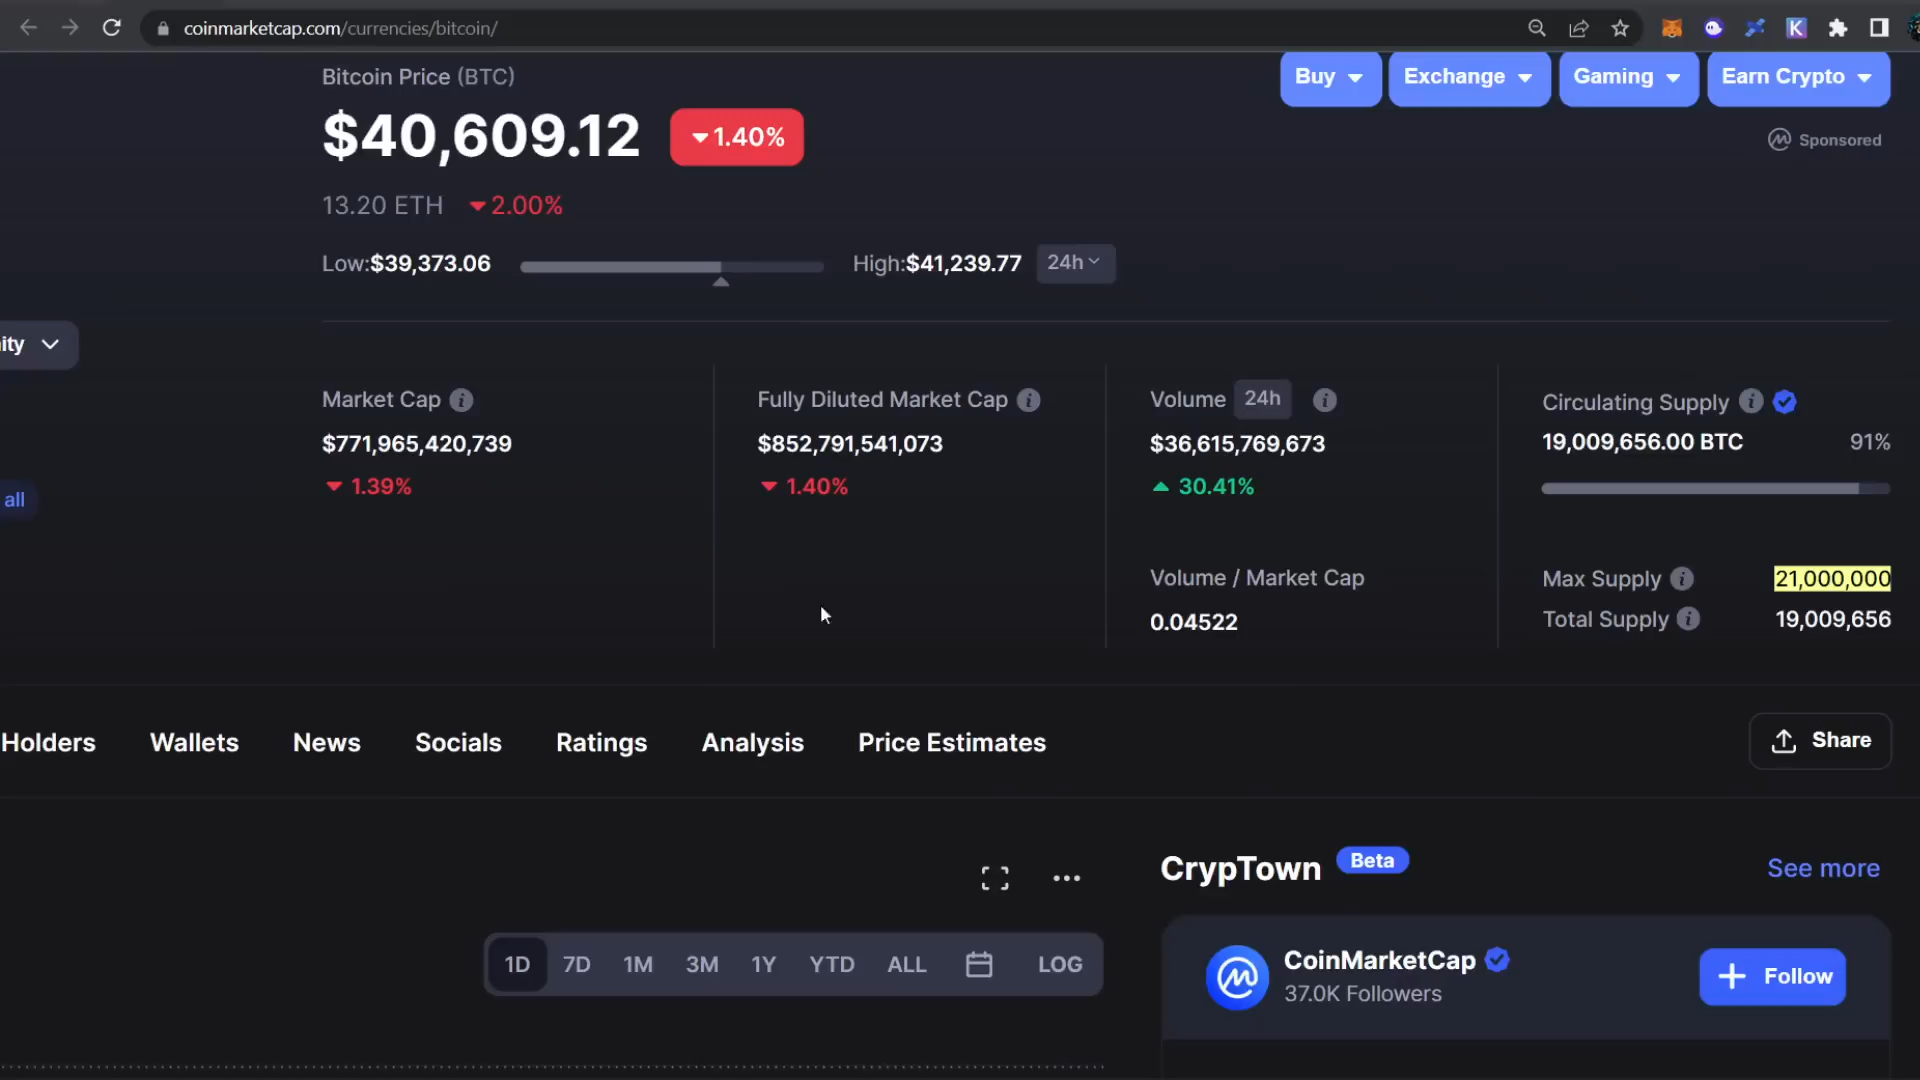 coinmarketcap.com/currencies/bitcoin/
K
Bitcoin Price (BTC)
Buy
Exchange
Gaming
Earn Crypto
$40,609.12
1.40%
Sponsored
13.20 ETH
2.00%
Low:$39,373.06
High:$41,239.77
24h
ity
Market Cap
Fully Diluted Market Cap
Volume 24h
Circulating Supply
$771,965,420,739
$852,791,541,073
$36,615,769,673
19,009,656.00 BTC
91%
1.39%
1.40%
30.41%
all
Volume / Market Cap
0.04522
Max Supply
21,000,000
Total Supply
19,009,656
Holders
Wallets
News
Socials
Ratings
Analysis
Price Estimates
Share
CrypTown
Beta
See more
1D
7D
1M
3M
1Y
YTD
ALL
LOG
CoinMarketCap
37.0K Followers
Follow